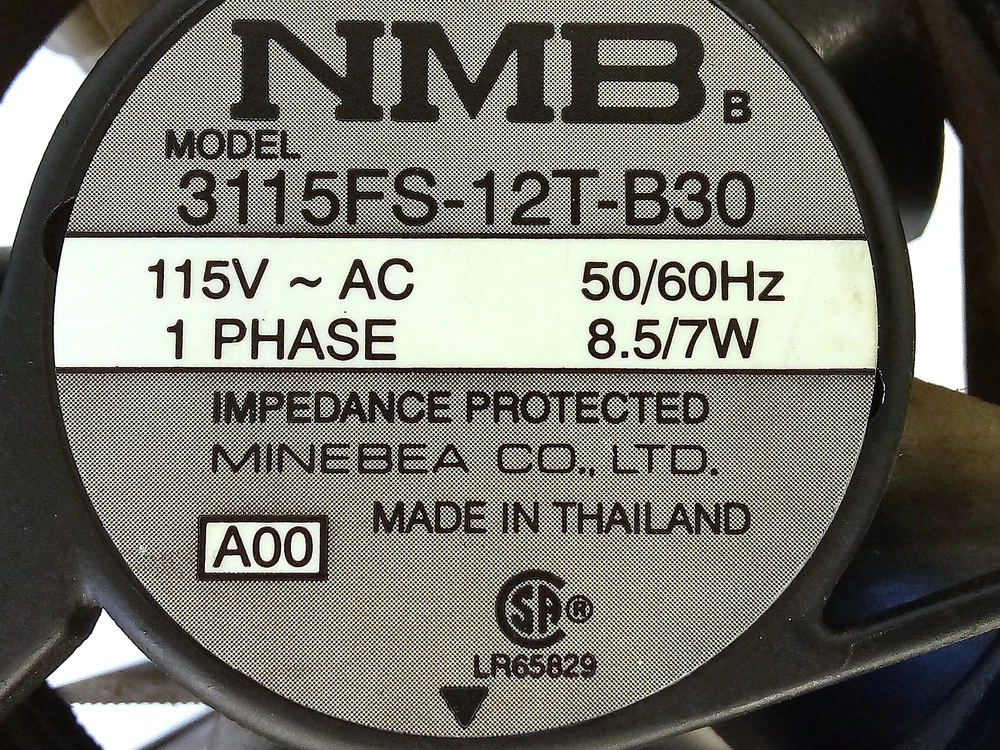 NMB B
MODEL
3115FS-12T-B30
115V ~ AC 50/60Hz
1 PHASE 8.5/7W
IMPEDANCE PROTECTED
MINEBEA CO., LTD.
MADE IN THAILAND
A00
SA ®
LR65829